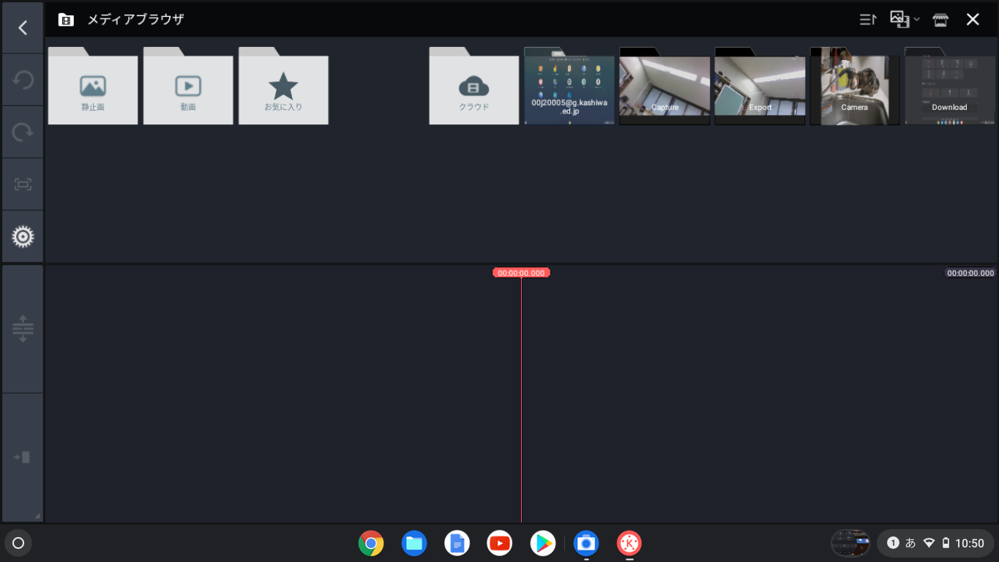 メディアブラウザ
静止画
動画
お気に入り
クラウド
00j20005@g.kashiwa
.ed.jp
Capture
Export
Camera
Download
00:00:00.000
00:00:00.000
1 あ 10:50